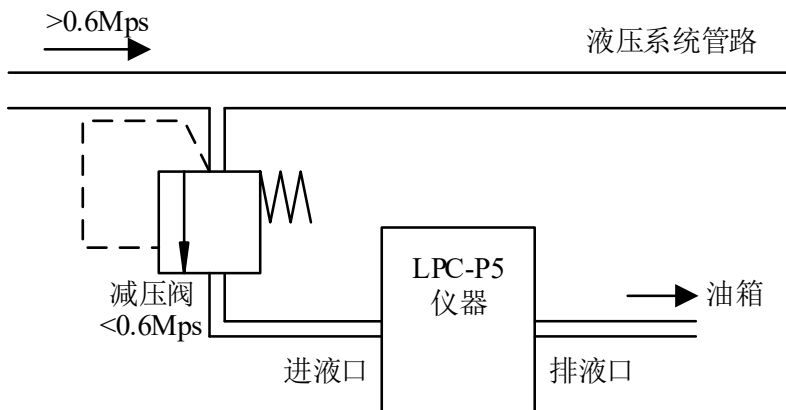 >0.6Mps
液压系统管路
LPC-P5
仪器
油箱
减压阀
<0.6Mps
进液口
排液口